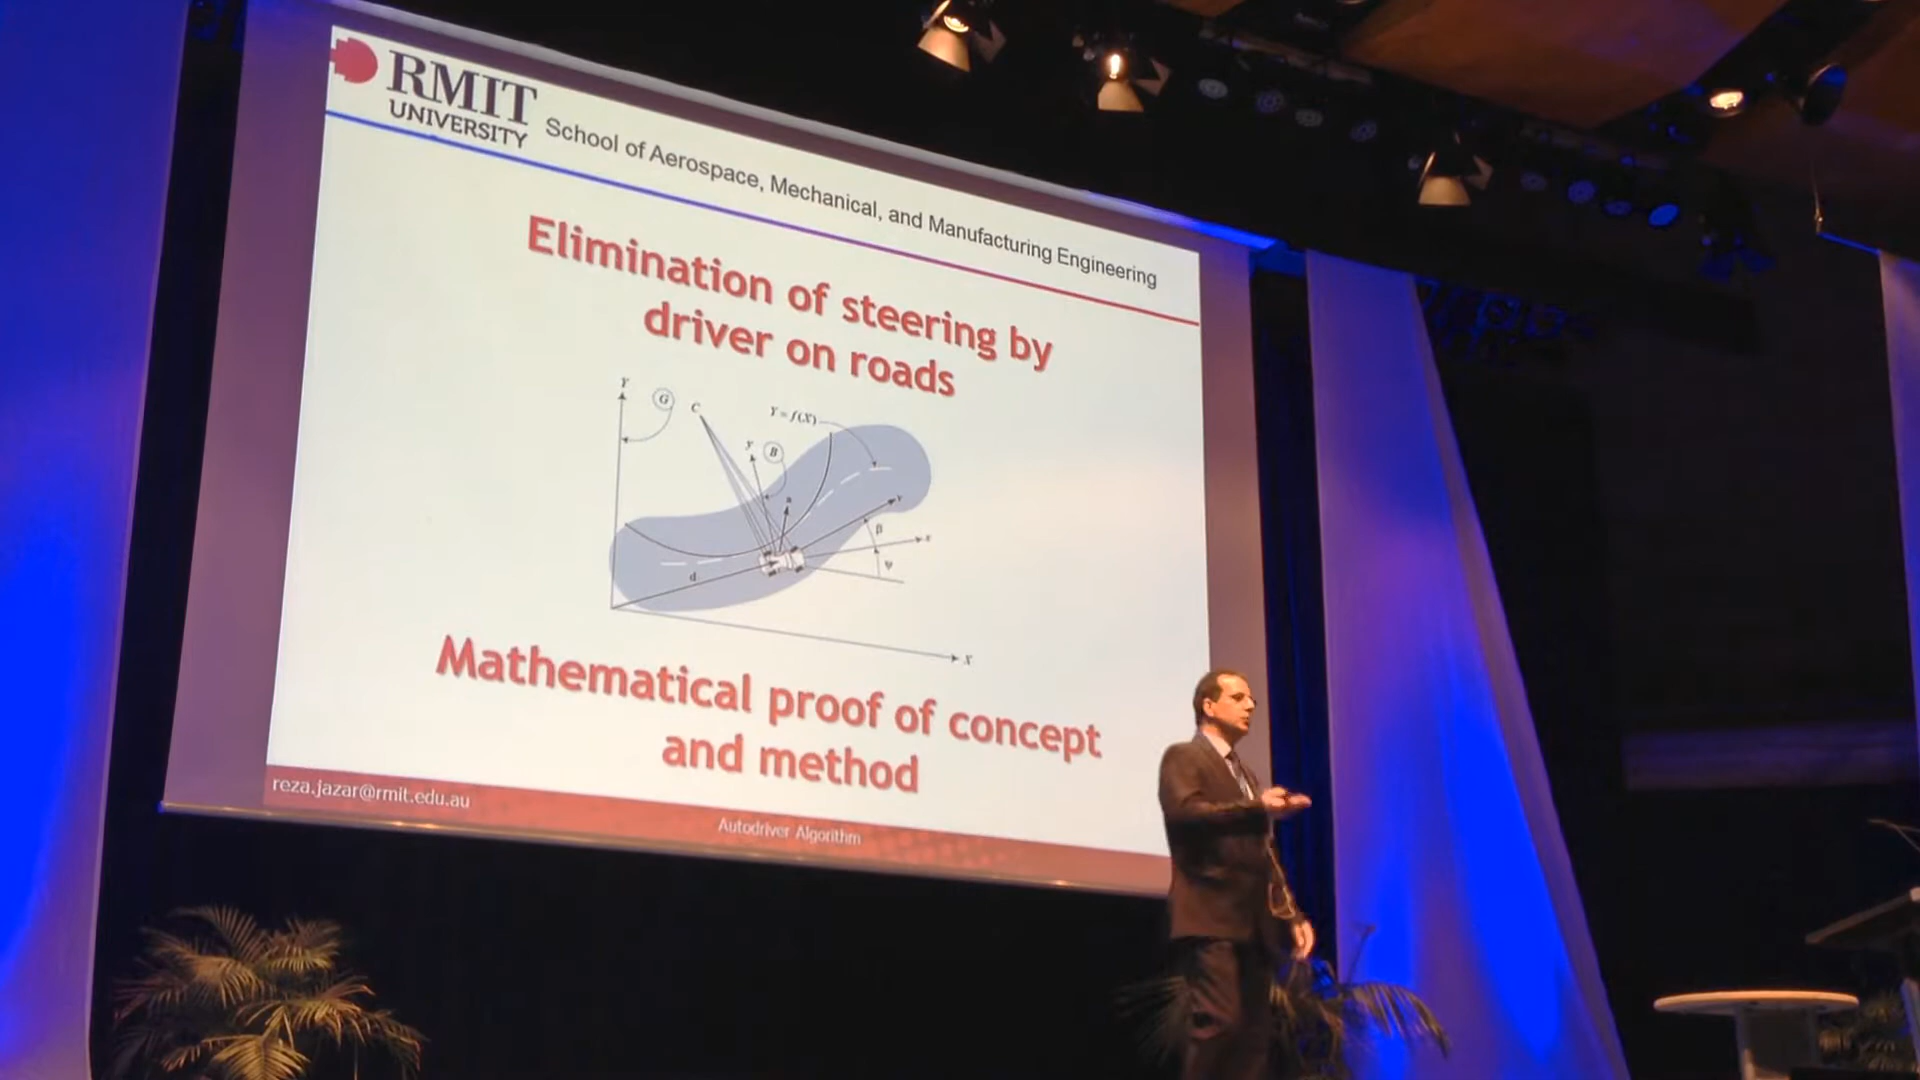 RMIT
UNIVERSITY
School of Aerospace, Mechanical, and Manufacturing Engineering
Elimination of steering by
driver on roads
Y
G
C
Y = f(X)
y
B
a
v
β
x
ψ
d
X
Mathematical proof of concept
and method
reza.jazar@rmit.edu.au
Autodriver Algorithm